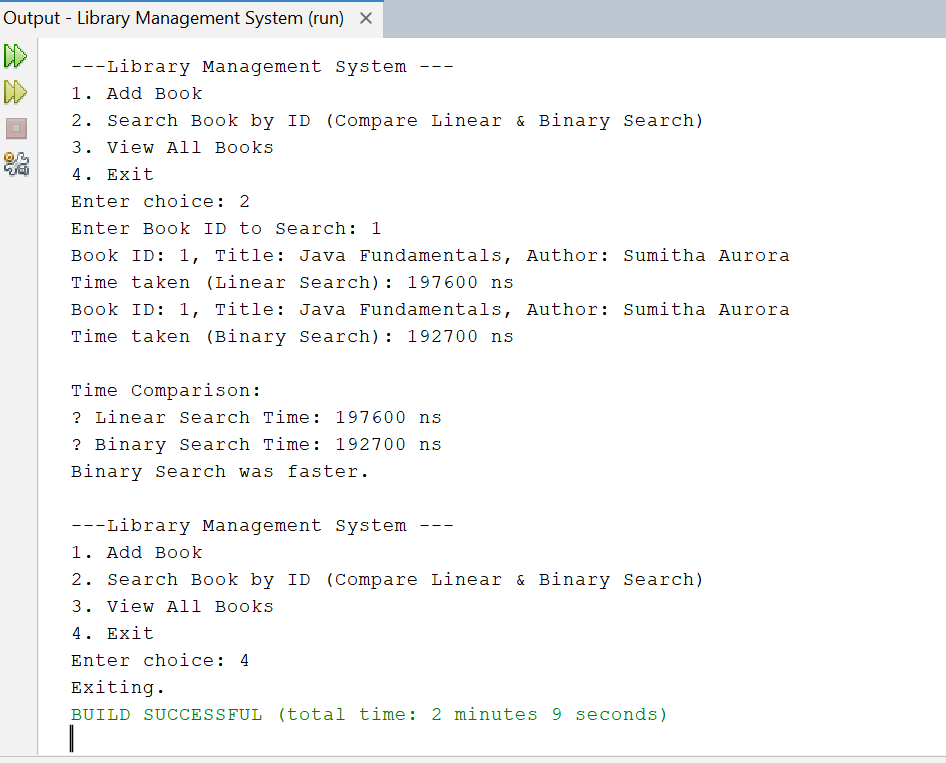 Output - Library Management System (run)
---Library Management System ---
1. Add Book
2. Search Book by ID (Compare Linear & Binary Search)
3. View All Books
4. Exit
Enter choice: 2
Enter Book ID to Search: 1
Book ID: 1, Title: Java Fundamentals, Author: Sumitha Aurora
Time taken (Linear Search): 197600 ns
Book ID: 1, Title: Java Fundamentals, Author: Sumitha Aurora
Time taken (Binary Search): 192700 ns
Time Comparison:
? Linear Search Time: 197600 ns
? Binary Search Time: 192700 ns
Binary Search was faster.
---Library Management System ---
1. Add Book
2. Search Book by ID (Compare Linear & Binary Search)
3. View All Books
4. Exit
Enter choice: 4
Exiting.
BUILD SUCCESSFUL (total time: 2 minutes 9 seconds)